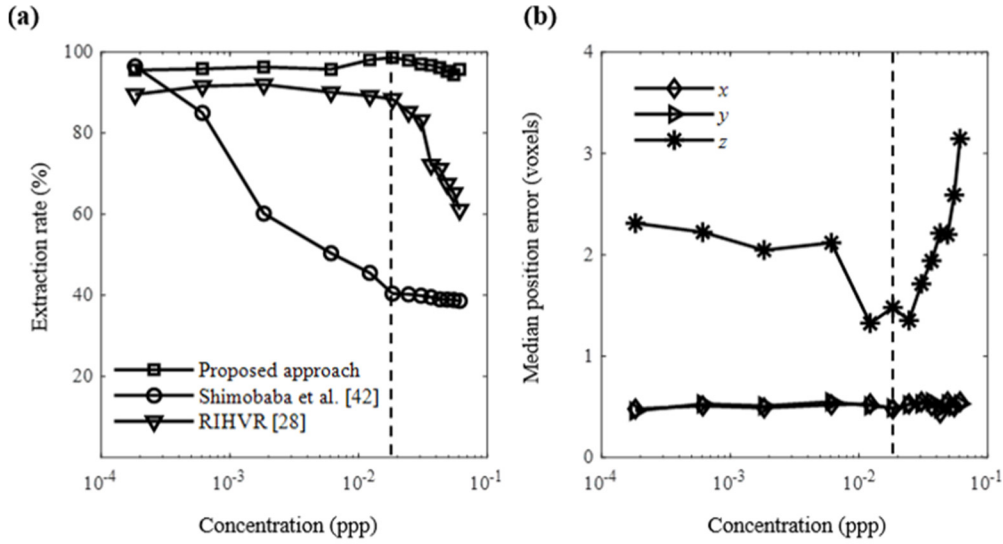 (a)
100
80
60
40
20
Extraction rate (%)
Proposed approach
Shimobaba et al. [42]
RIHVR [28]
10-4
10-3
10-2
10-1
Concentration (ppp)
(b)
4
3
2
1
0
Median position error (voxels)
x
y
z
10-4
10-3
10-2
10-1
Concentration (ppp)